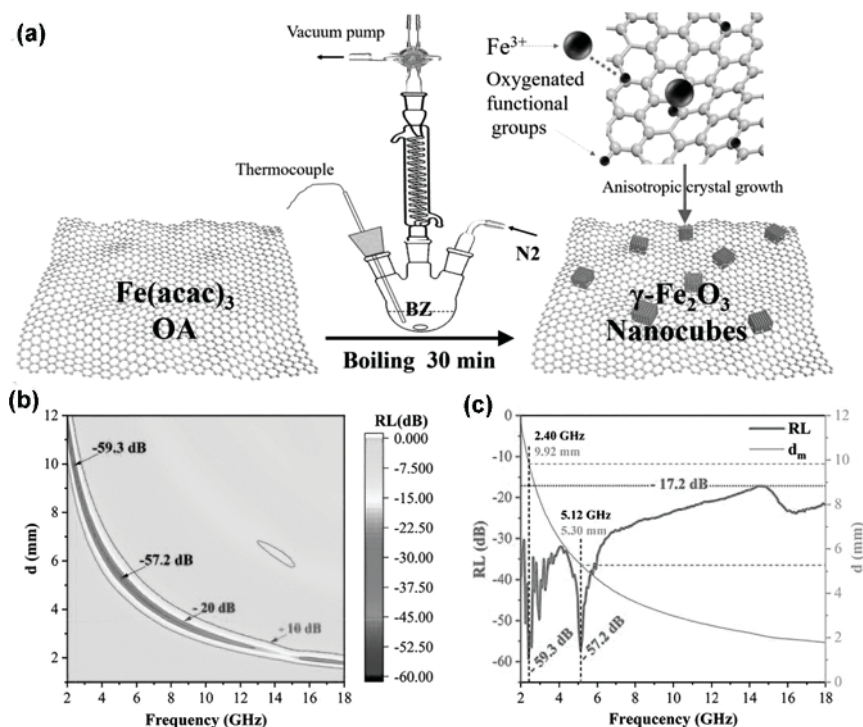 (a)
Vacuum pump
Fe³⁺
Oxygenated
functional
groups
Thermocouple
Anisotropic crystal growth
N2
Fe(acac)₃
OA
BZ
γ-Fe₂O₃
Nanocubes
Boiling 30 min
(b)
RL(dB)
12
10
8
6
4
2
d (mm)
-59.3 dB
-57.2 dB
- 20 dB
- 10 dB
2 4 6 8 10 12 14 16 18
Frequency (GHz)
0.000
-7.500
-15.00
-22.50
-30.00
-37.50
-45.00
-52.50
-60.00
(c)
0
-10
-20
-30
-40
-50
-60
RL (dB)
2.40 GHz
9.92 mm
RL
dₘ
- 17.2 dB
5.12 GHz
5.30 mm
- 59.3 dB
- 57.2 dB
12
10
8
6
4
2
0
d (mm)
2 4 6 8 10 12 14 16 18
Frequcency (GHz)